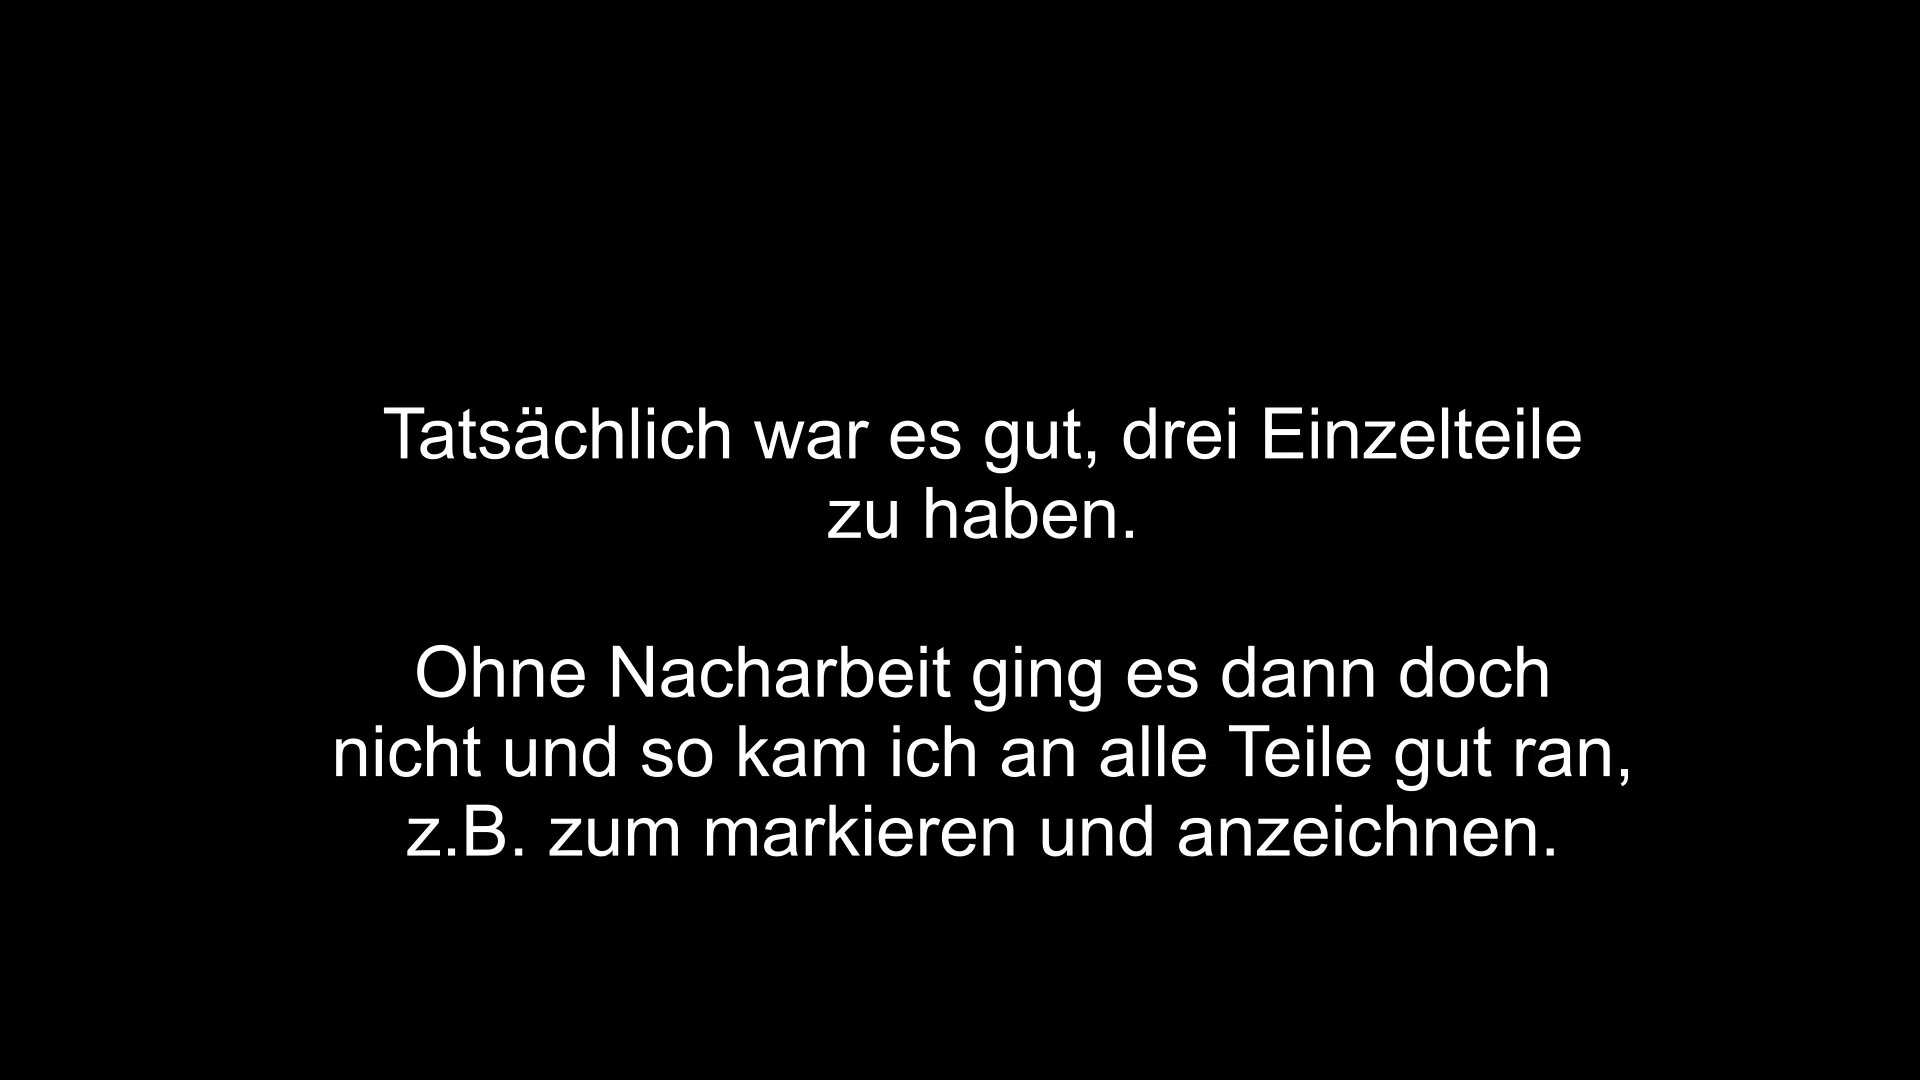 Tatsächlich war es gut, drei Einzelteile
zu haben.
Ohne Nacharbeit ging es dann doch
nicht und so kam ich an alle Teile gut ran,
z.B. zum markieren und anzeichnen.